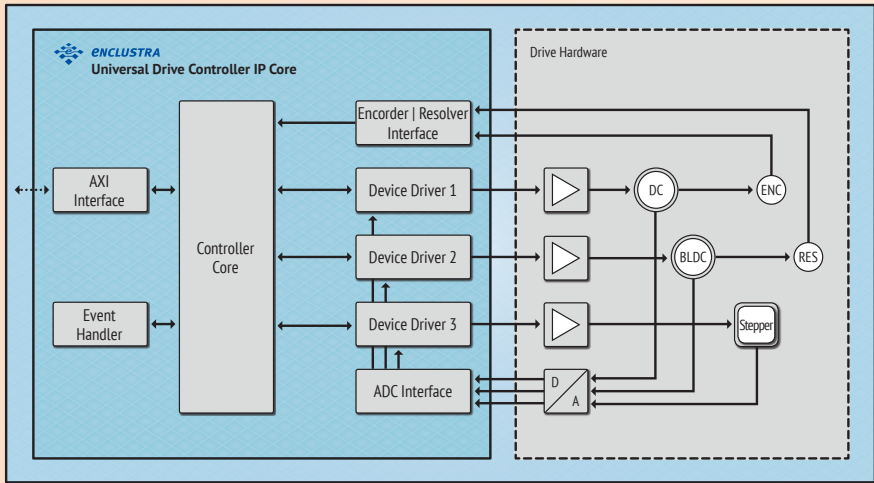 enclustra
Universal Drive Controller IP Core
Drive Hardware
Encorder | Resolver
Interface
AXI
Interface
Device Driver 1
DC
ENC
Controller
Core
Device Driver 2
BLDC
RES
Event
Handler
Device Driver 3
Stepper
ADC Interface
D
A